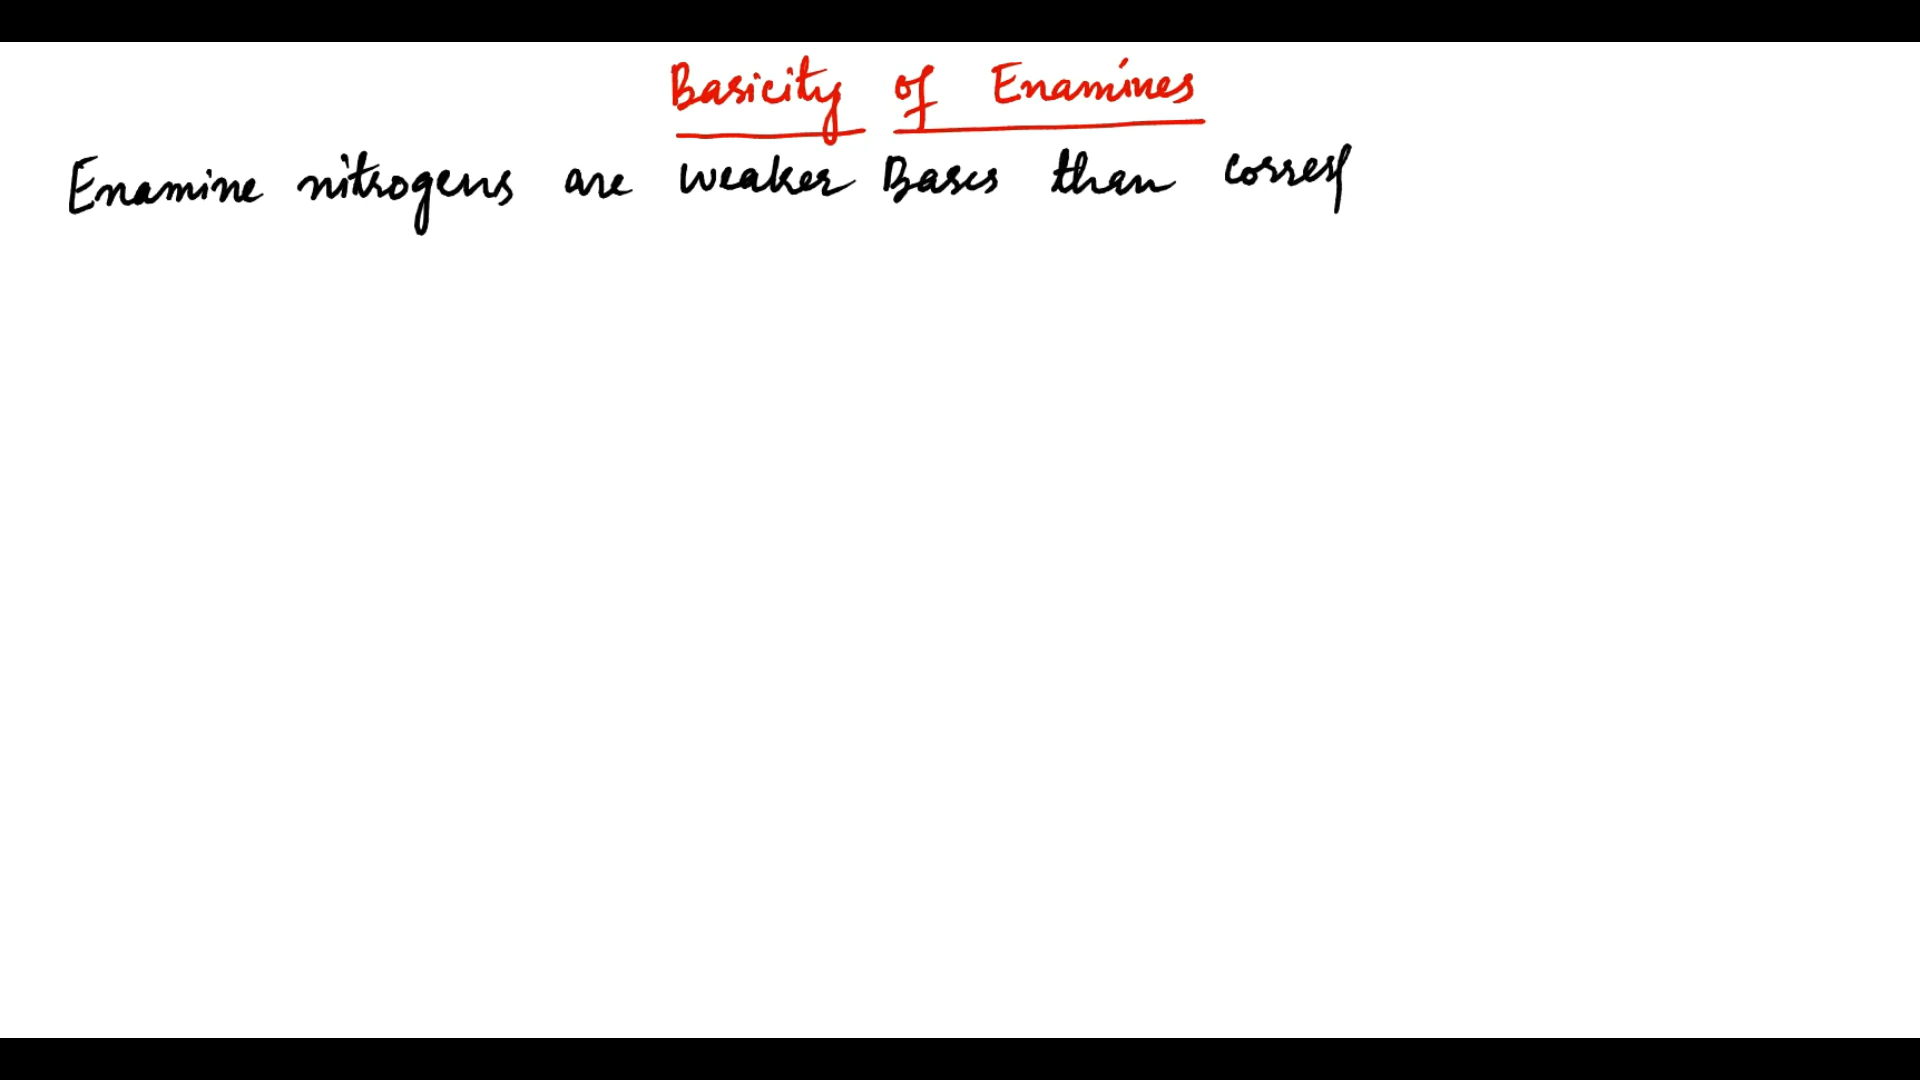 Basicity of Enamines
Enamine nitrogens are weaker Bases than corresp